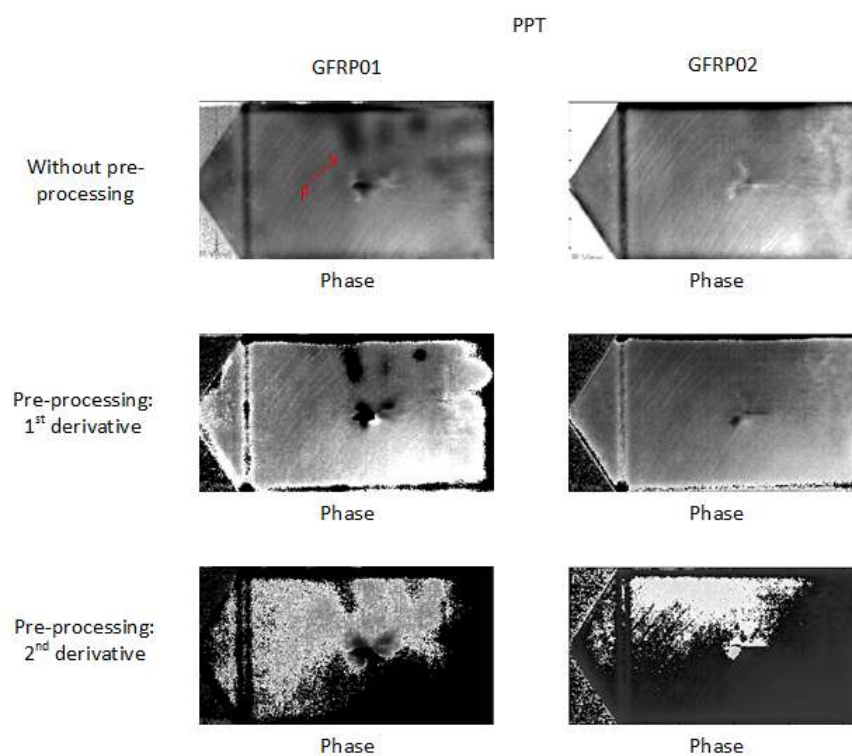 PPT
GFRP01
GFRP02
Without pre-
processing
F
Phase
Phase
Pre-processing:
1st derivative
Phase
Phase
Pre-processing:
2nd derivative
Phase
Phase